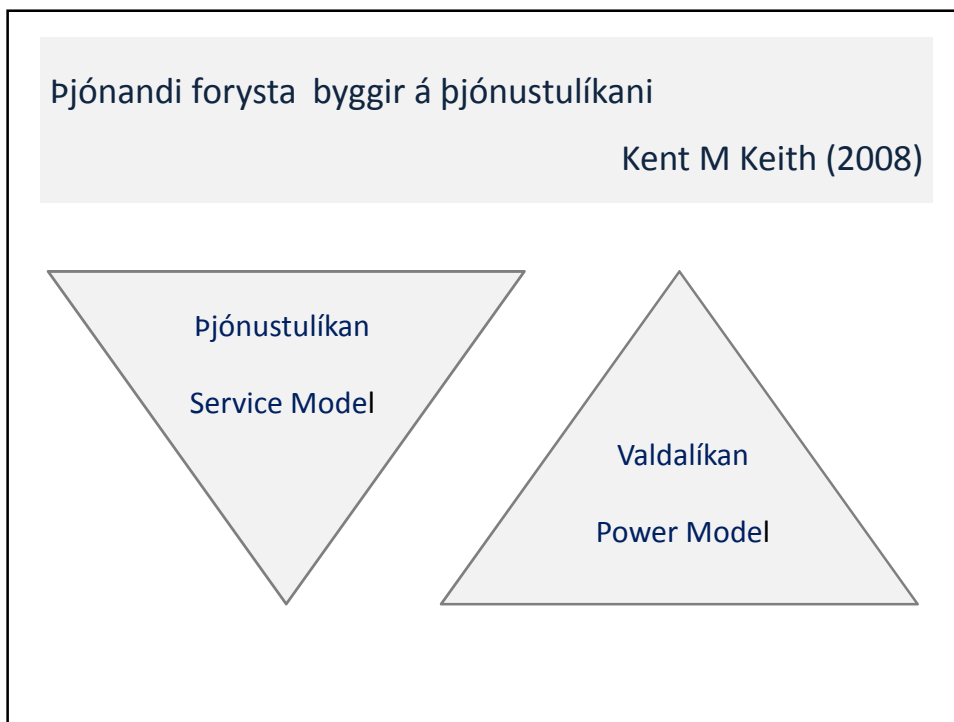 Þjónandi forysta  byggir á þjónustulíkani
Kent M Keith (2008)
Þjónustulíkan
Service Model
Valdalíkan
Power Model